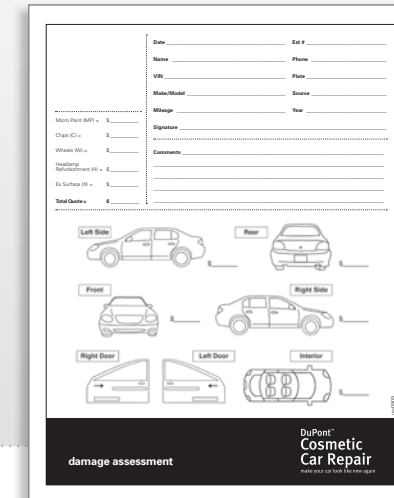 Date Est #
Name Phone
VIN Plate
Make/Model Source
Mileage Year
Signature
Comments
Micro Paint (MP) = $
Chips (C) = $
Wheels (W) = $
Headlamp
Refurbishment (H) = $
Ex Surface (X) = $
Total Quote = $
Left Side Rear
$ $
Front Right Side
$ $
Right Door Left Door Interior
$
damage assessment
DuPont™
Cosmetic
Car Repair
make your car look like new again